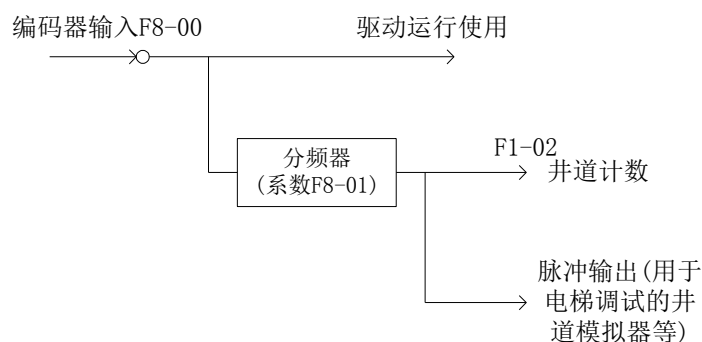 编码器输入F8-00
驱动运行使用
分频器
(系数F8-01)
F1-02
井道计数
脉冲输出(用于
电梯调试的井
道模拟器等)